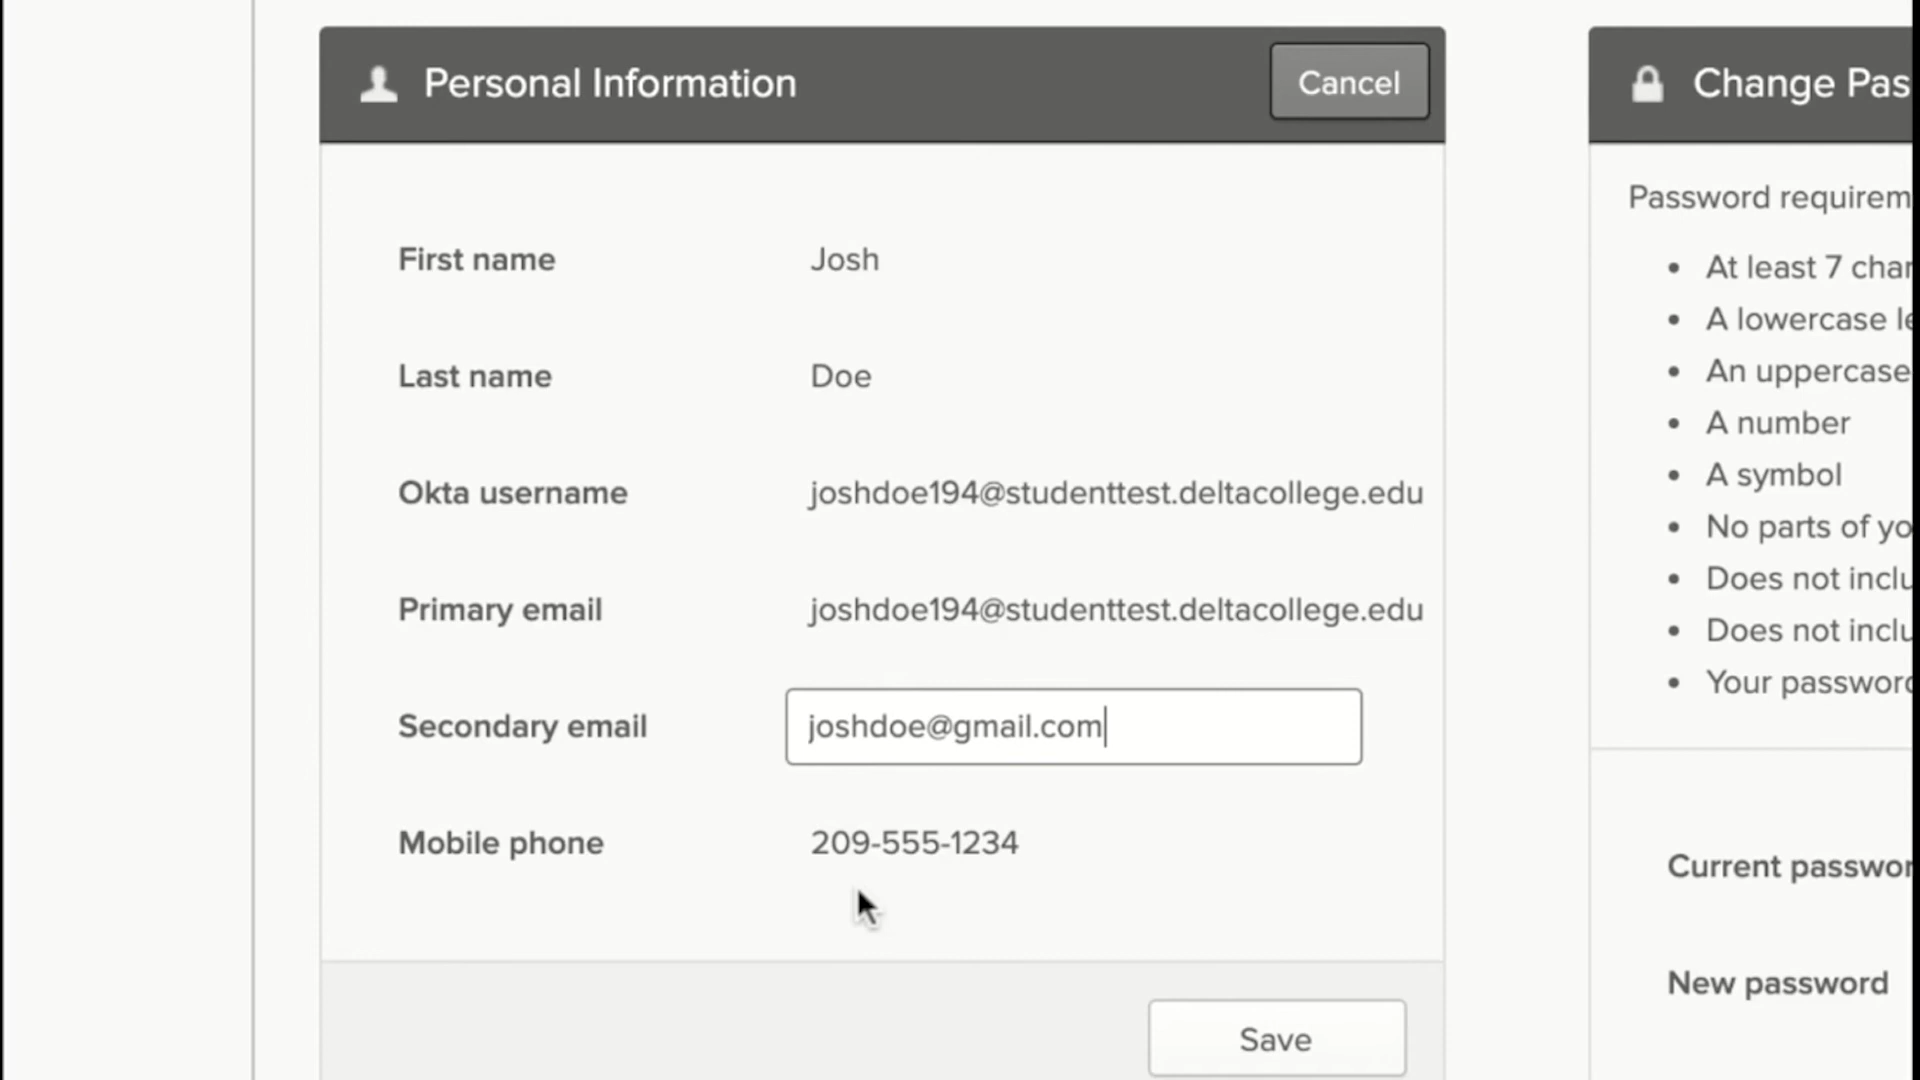 Personal Information
Cancel
First name Josh
Last name Doe
Okta username joshdoe194@studenttest.deltacollege.edu
Primary email joshdoe194@studenttest.deltacollege.edu
Secondary email joshdoe@gmail.com
Mobile phone 209-555-1234
Save
Change Pas
Password requirem
• At least 7 char
• A lowercase le
• An uppercase
• A number
• A symbol
• No parts of yo
• Does not inclu
• Does not inclu
• Your password
Current passwor
New password